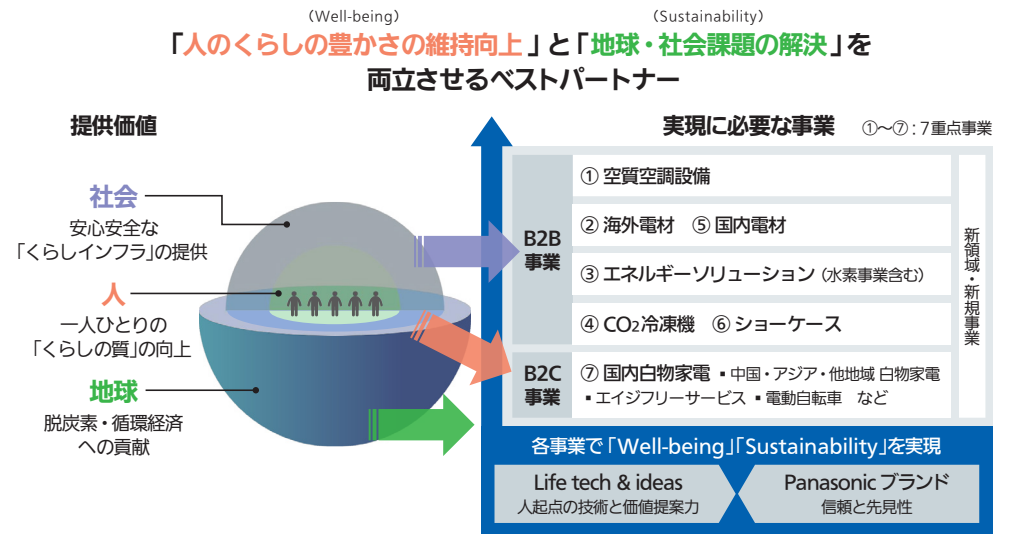 (Well-being)
(Sustainability)
「人のくらしの豊かさの維持向上」と「地球・社会課題の解決」を
両立させるベストパートナー
提供価値
社会
安心安全な
「くらしインフラ」の提供
人
一人ひとりの
「くらしの質」の向上
地球
脱炭素・循環経済
への貢献
実現に必要な事業
①～⑦：7重点事業
B2B
事業
① 空質空調設備
② 海外電材 ⑤ 国内電材
③ エネルギーソリューション（水素事業含む）
④ CO2冷凍機 ⑥ ショーケース
B2C
事業
⑦ 国内白物家電 ▪中国・アジア・他地域 白物家電
▪エイジフリーサービス ▪電動自転車 など
新領域・新規事業
各事業で「Well-being」「Sustainability」を実現
Life tech & ideas
人起点の技術と価値提案力
Panasonic ブランド
信頼と先見性